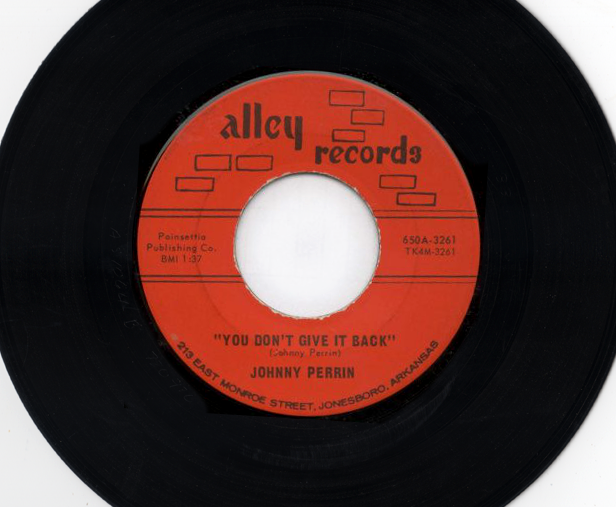 alley
records
Poinsettia
Publishing Co.
BMI 1:37
650A-3261
TK4M-3261
"YOU DON'T GIVE IT BACK"
(Johnny Perrin)
JOHNNY PERRIN
213 EAST MONROE STREET, JONESBORO, ARKANSAS